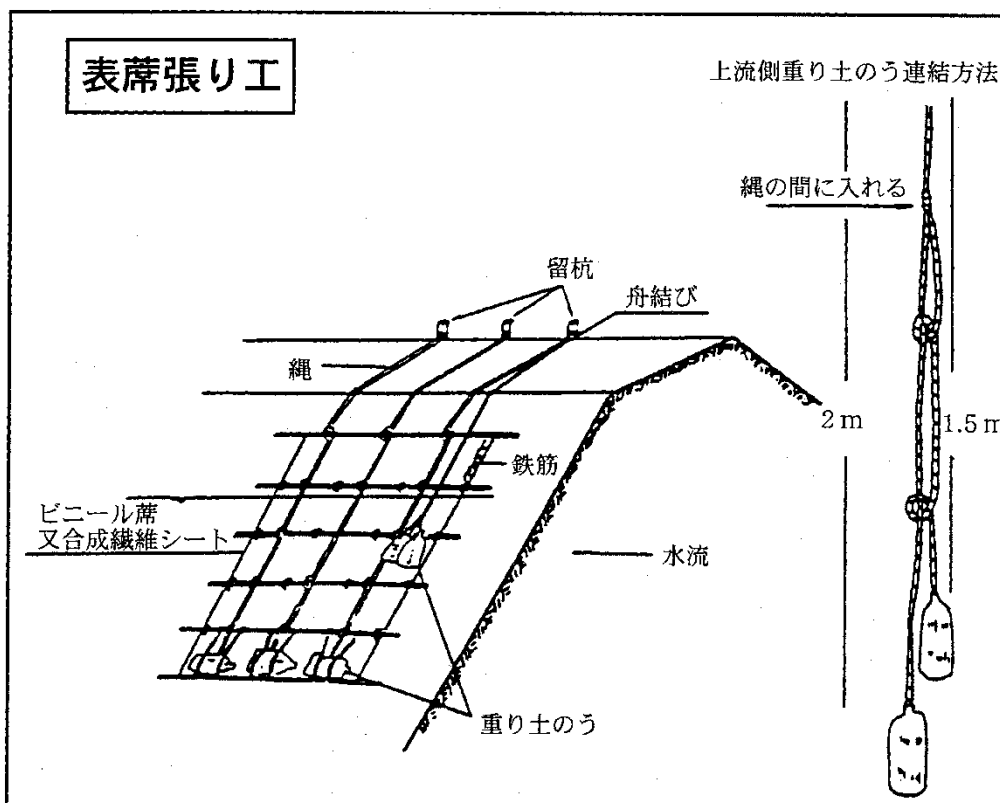 表蓆張り工
上流側重り土のう連結方法
縄の間に入れる
留杭
舟結び
縄
2m
1.5m
鉄筋
ビニール蓆
又合成繊維シート
水流
重り土のう